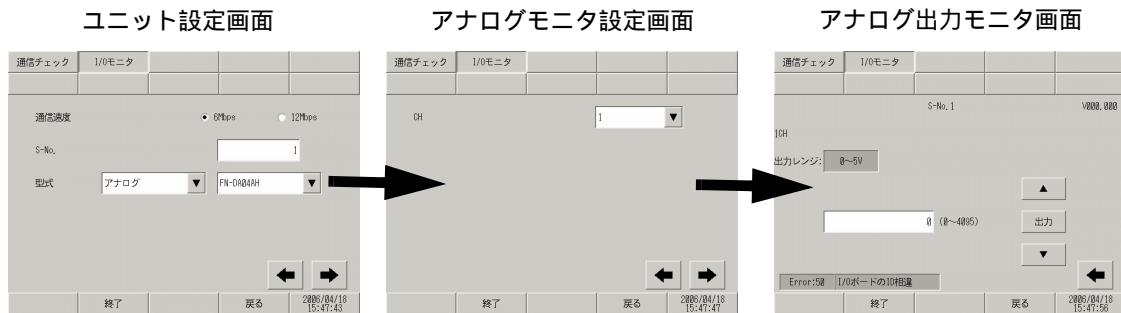 ユニット設定画面
通信チェック I/Oモニタ
通信速度 6Mbps 12Mbps
S-No. 1
型式 アナログ FN-DA04AH
終了 戻る 2006/04/18
15:47:43
アナログモニタ設定画面
通信チェック I/Oモニタ
CH 1
終了 戻る 2006/04/18
15:47:47
アナログ出力モニタ画面
通信チェック I/Oモニタ
S-No. 1 V000.000
1CH
出力レンジ: 0～5V
▲
0 (0～4095) 出力
▼
Error:50 I/OボードのID相違
終了 戻る 2006/04/18
15:47:56